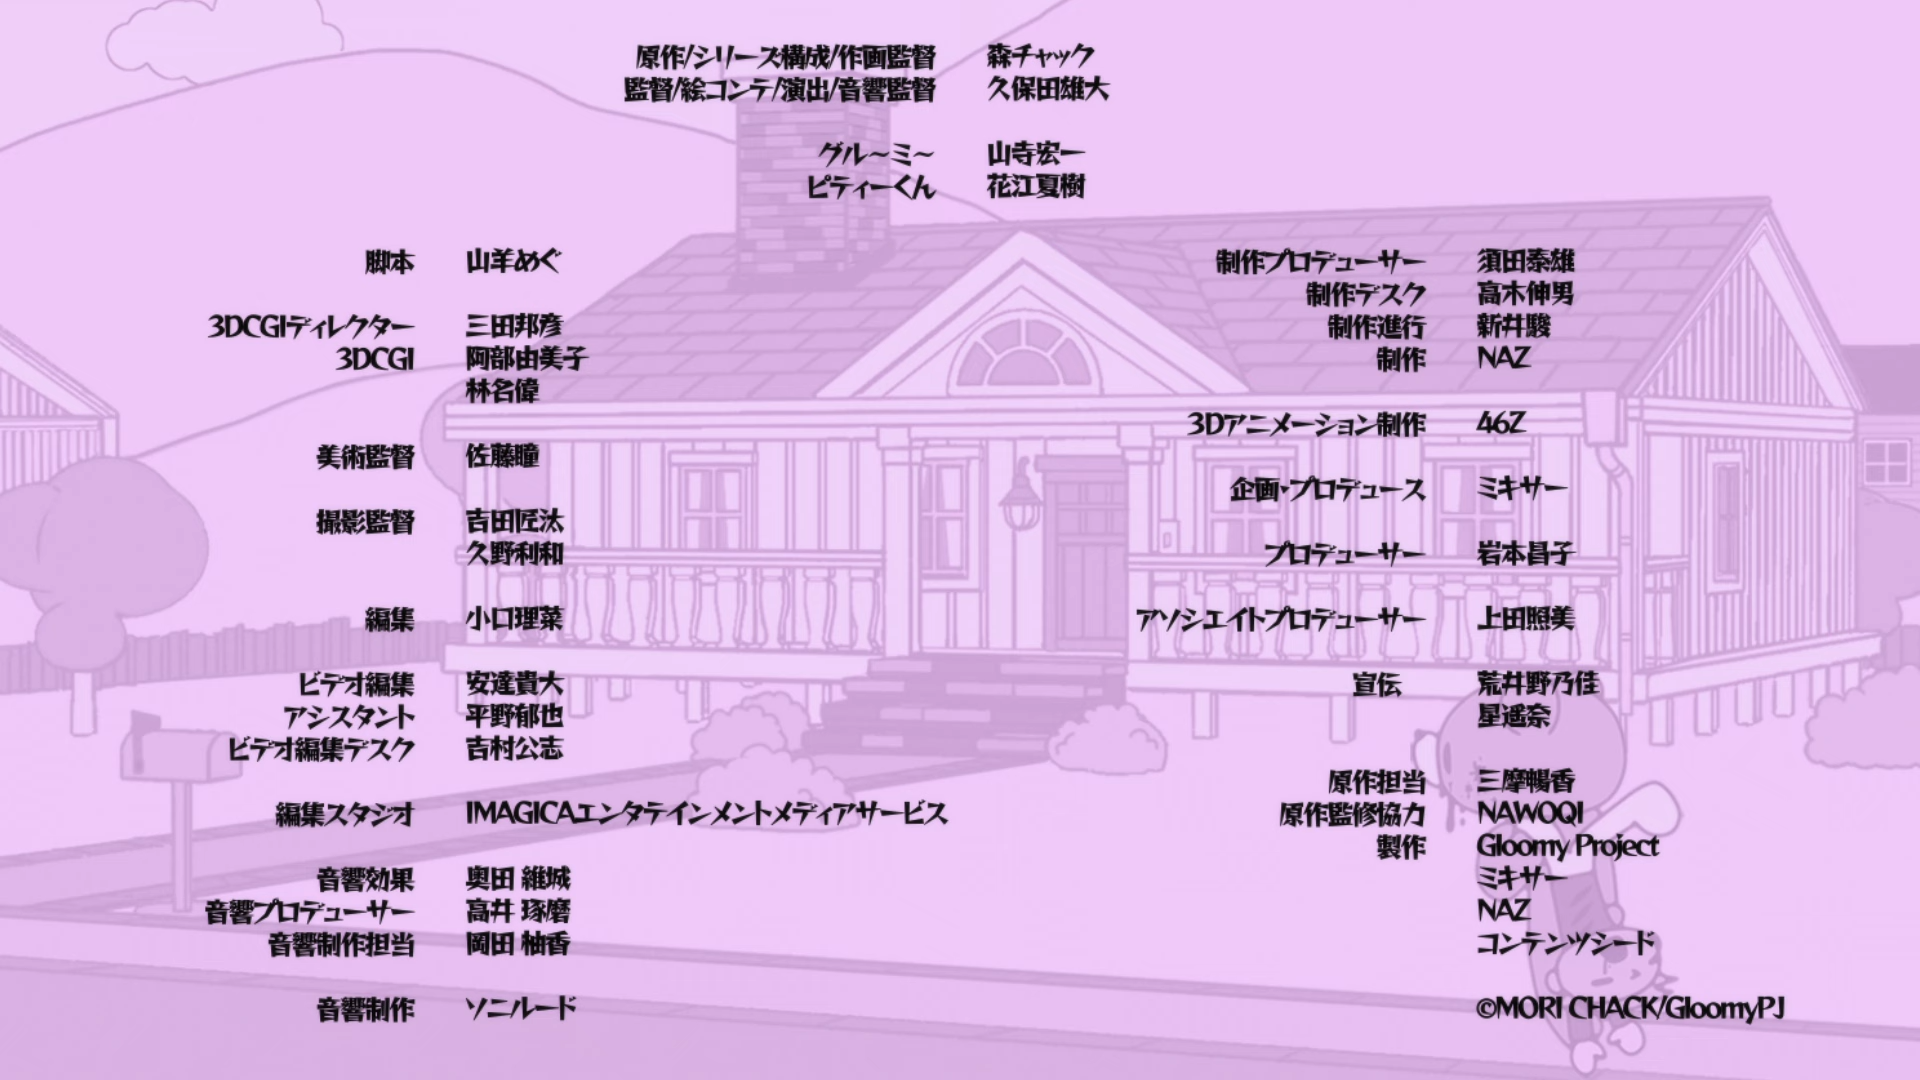 原作/シリーズ構成/作画監督 森チャック
監督/絵コンテ/演出/音響監督 久保田雄大
グル～ミ～ 山寺宏一
ピティーくん 花江夏樹
脚本 山羊めぐ
3DCGIディレクター 三田邦彦
3DCGI 阿部由美子
林名偉
美術監督 佐藤瞳
撮影監督 吉田匠汰
久野利和
編集 小口理菜
ビデオ編集 安達貴大
アシスタント 平野郁也
ビデオ編集デスク 吉村公志
編集スタジオ IMAGICAエンタテインメントメディアサービス
音響効果 奥田 維城
音響プロデューサー 高井 琢磨
音響制作担当 岡田 柚香
音響制作 ソニルード
制作プロデューサー 須田泰雄
制作デスク 高木伸男
制作進行 新井駿
制作 NAZ
3Dアニメーション制作 46Z
企画・プロデュース ミキサー
プロデューサー 岩本昌子
アソシエイトプロデューサー 上田照美
宣伝 荒井野乃佳
星遥奈
原作担当 三摩暢香
原作監修協力 NAWOQI
製作 Gloomy Project
ミキサー
NAZ
コンテンツシード
©MORI CHACK/GloomyPJ